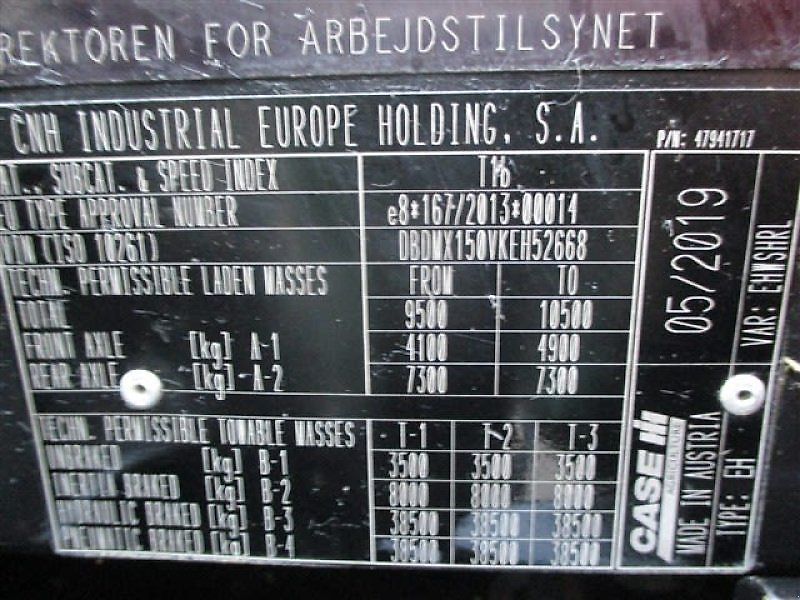 REKTOREN FOR ARBEJDSTILSYNET
CNH INDUSTRIAL EUROPE HOLDING, S.A.
P/N: 47941717
AT., SUBCAT. & SPEED INDEX T1b
EU TYPE APPROVAL NUMBER e8*167/2013*00014
(ISO 10261) DBDMX150VKEH52668
TECHN. PERMISSIBLE LADEN MASSES FROM TO
TOTAL 9500 10500
FRONT AXLE [kg] A-1 4100 4900
REAR AXLE [kg] A-2 7300 7300
TECHN. PERMISSIBLE TOWABLE MASSES T-1 T-2 T-3
UNBRAKED [kg] B-1 3500 3500 3500
INERTIA BRAKED [kg] B-2 8000 8000 8000
HYDRAULIC BRAKED [kg] B-3 38500 38500 38500
PNEUMATIC BRAKED [kg] B-4 38500 38500 38500
05/2019
VAR: EHMSHRL
CASE IH
AGRICULTURE
MADE IN AUSTRIA
TYPE: EH